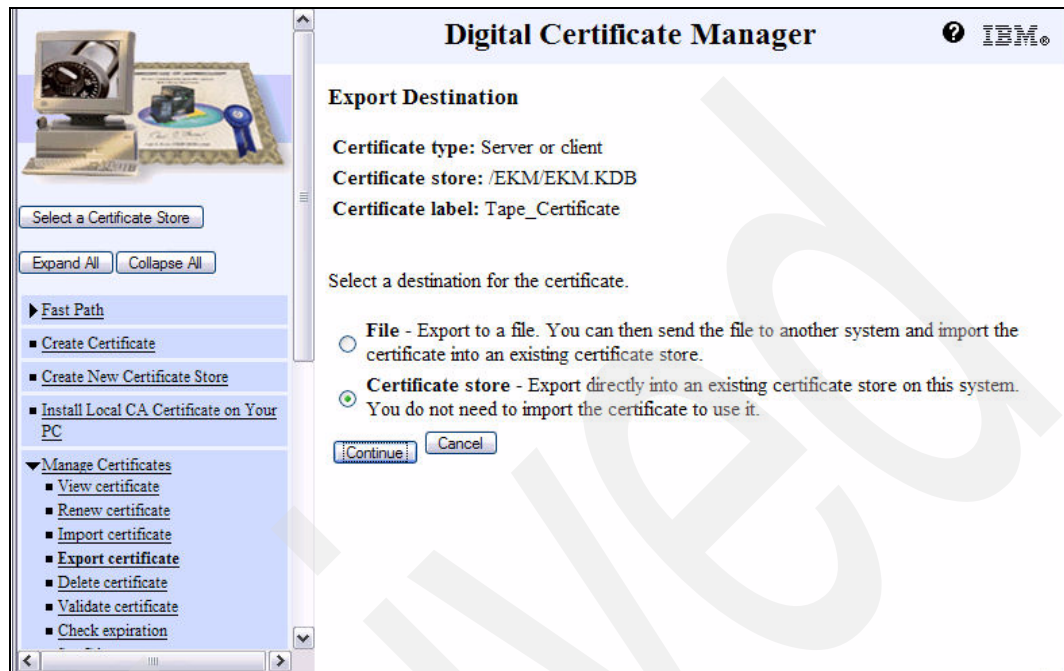 Digital Certificate Manager
? IBM®
Select a Certificate Store
Expand All
Collapse All
Fast Path
Create Certificate
Create New Certificate Store
Install Local CA Certificate on Your
PC
Manage Certificates
View certificate
Renew certificate
Import certificate
Export certificate
Delete certificate
Validate certificate
Check expiration
Export Destination
Certificate type: Server or client
Certificate store: /EKM/EKM.KDB
Certificate label: Tape_Certificate
Select a destination for the certificate.
File - Export to a file. You can then send the file to another system and import the
certificate into an existing certificate store.
Certificate store - Export directly into an existing certificate store on this system.
You do not need to import the certificate to use it.
Continue
Cancel
ived